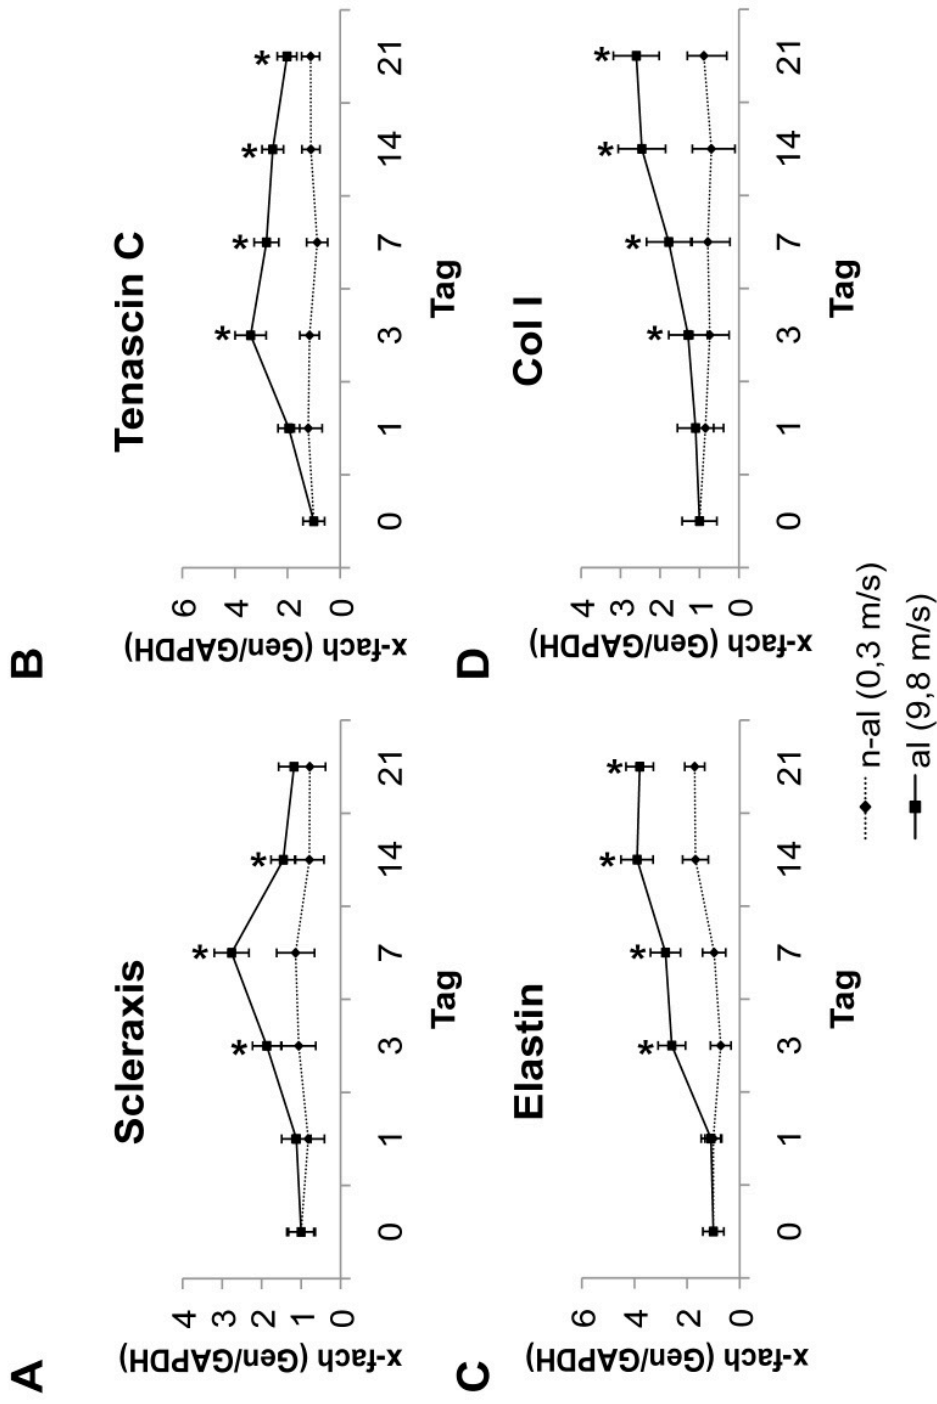 A
Scleraxis
x-fach (Gen/GAPDH)
4
3
2
1
0
0 1 3 7 14 21
Tag
* * *
B
Tenascin C
x-fach (Gen/GAPDH)
6
4
2
0
0 1 3 7 14 21
Tag
* * * *
C
Elastin
x-fach (Gen/GAPDH)
6
4
2
0
0 1 3 7 14 21
Tag
* * * *
D
Col I
x-fach (Gen/GAPDH)
4
3
2
1
0
0 1 3 7 14 21
Tag
* * * *
n-al (0,3 m/s)
al (9,8 m/s)